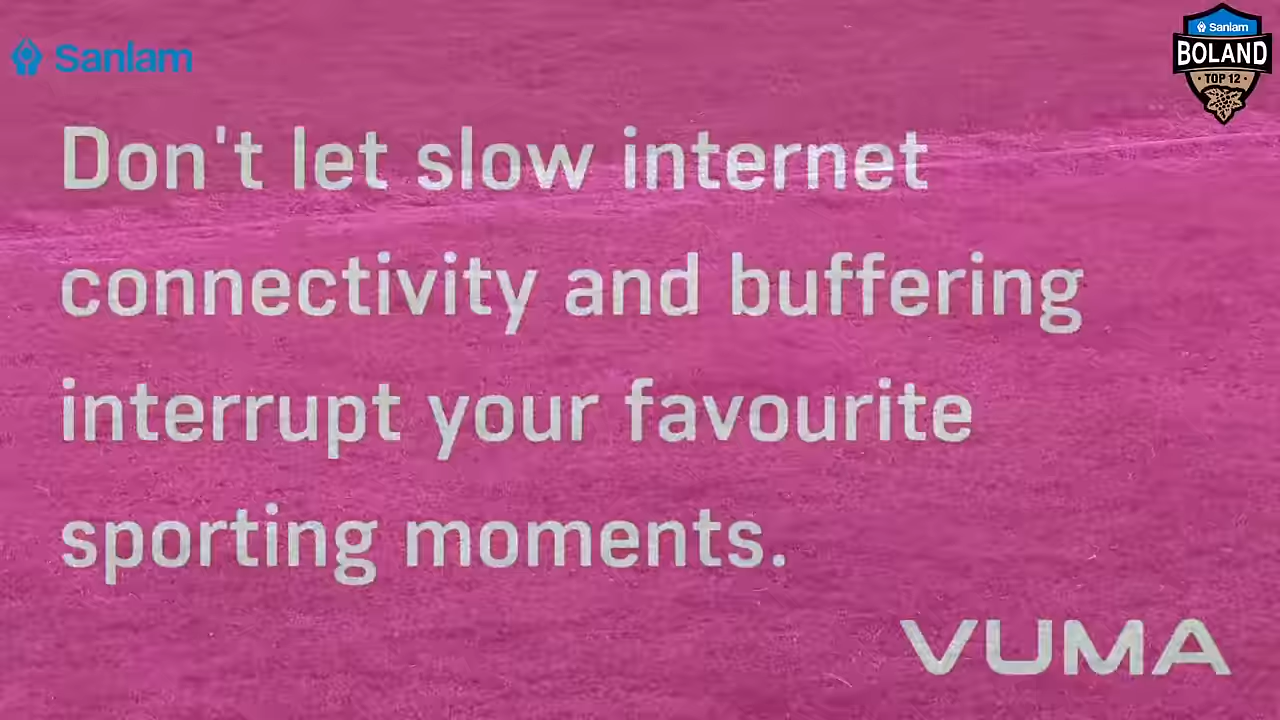 Sanlam
Sanlam
BOLAND
TOP 12
Don't let slow internet
connectivity and buffering
interrupt your favourite
sporting moments.
VUMA